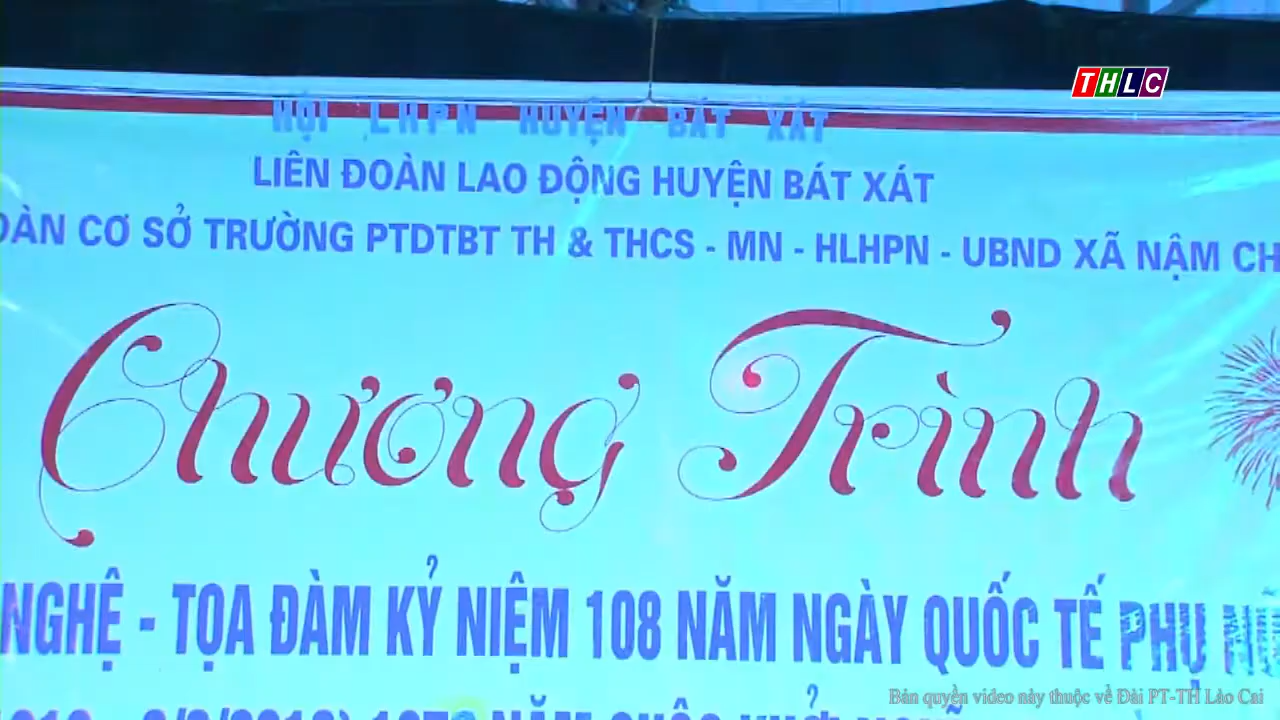 THLC
HỘI LHPN HUYỆN BÁT XÁT
LIÊN ĐOÀN LAO ĐỘNG HUYỆN BÁT XÁT
CƠ SỞ TRƯỜNG PTDTBT TH & THCS - MN - HLHPN - UBND XÃ NẬM
Chương Trình
NGHỆ - TỌA ĐÀM KỶ NIỆM 108 NĂM NGÀY QUỐC TẾ PHỤ
NĂM
Bản quyền video này thuộc về Đài PT-TH Lào Cai